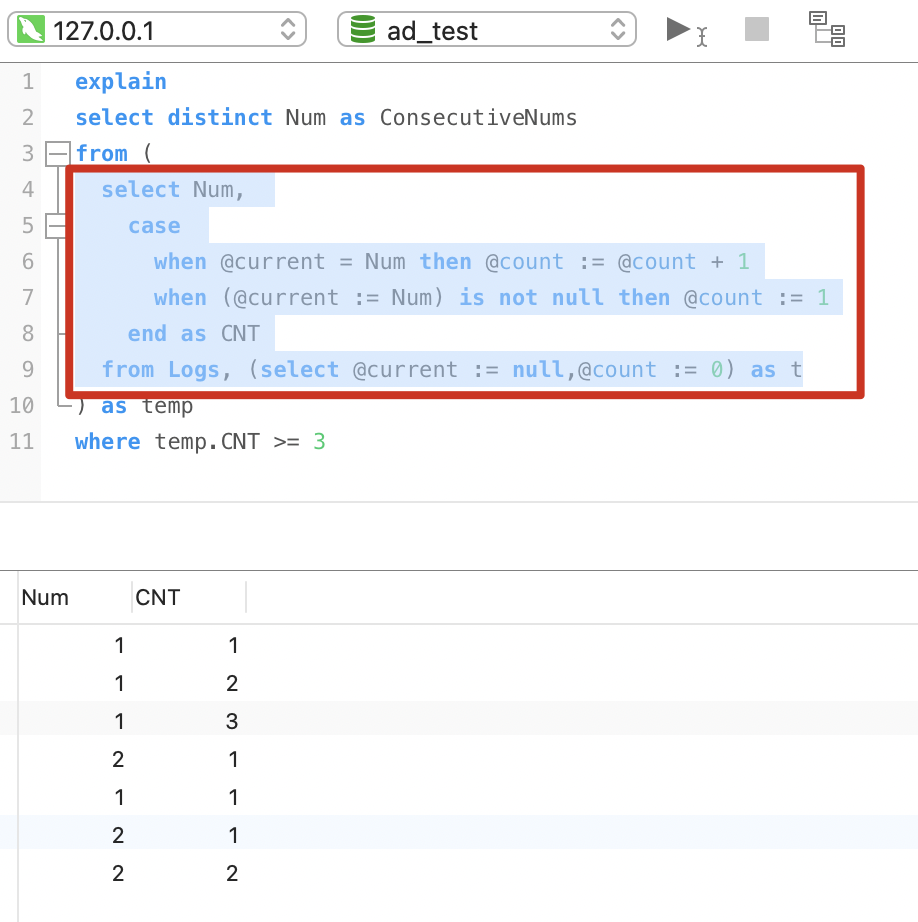 127.0.0.1 ad_test
1 explain
2 select distinct Num as ConsecutiveNums
3 from (
4 select Num,
5 case
6 when @current = Num then @count := @count + 1
7 when (@current := Num) is not null then @count := 1
8 end as CNT
9 from Logs, (select @current := null,@count := 0) as t
10 ) as temp
11 where temp.CNT >= 3
Num CNT
1 1
1 2
1 3
2 1
1 1
2 1
2 2